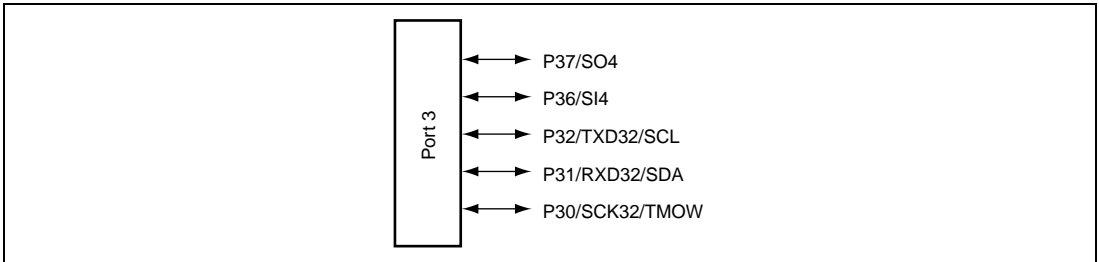 Port 3
P37/SO4
P36/SI4
P32/TXD32/SCL
P31/RXD32/SDA
P30/SCK32/TMOW